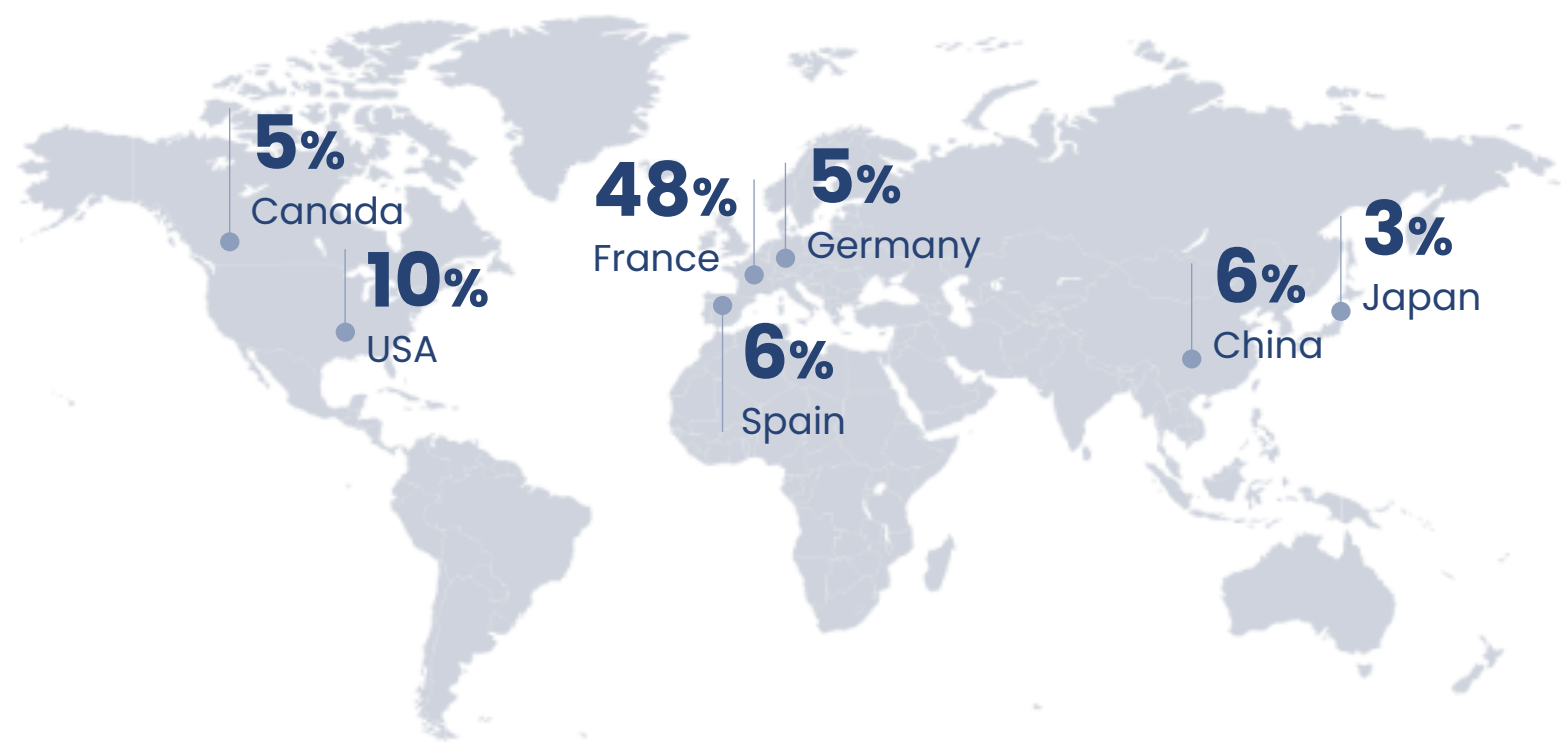 5%
Canada
10%
USA
48%
France
5%
Germany
6%
Spain
6%
China
3%
Japan